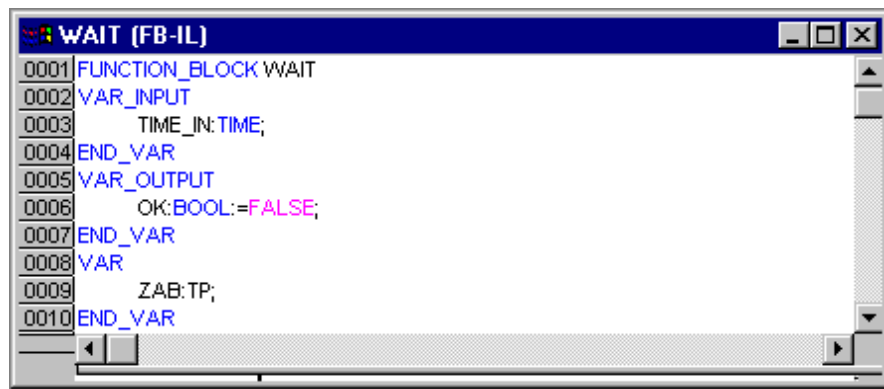 WAIT (FB-IL)
0001 FUNCTION_BLOCK WAIT
0002 VAR_INPUT
0003 TIME_IN:TIME;
0004 END_VAR
0005 VAR_OUTPUT
0006 OK:BOOL:=FALSE;
0007 END_VAR
0008 VAR
0009 ZAB:TP;
0010 END_VAR